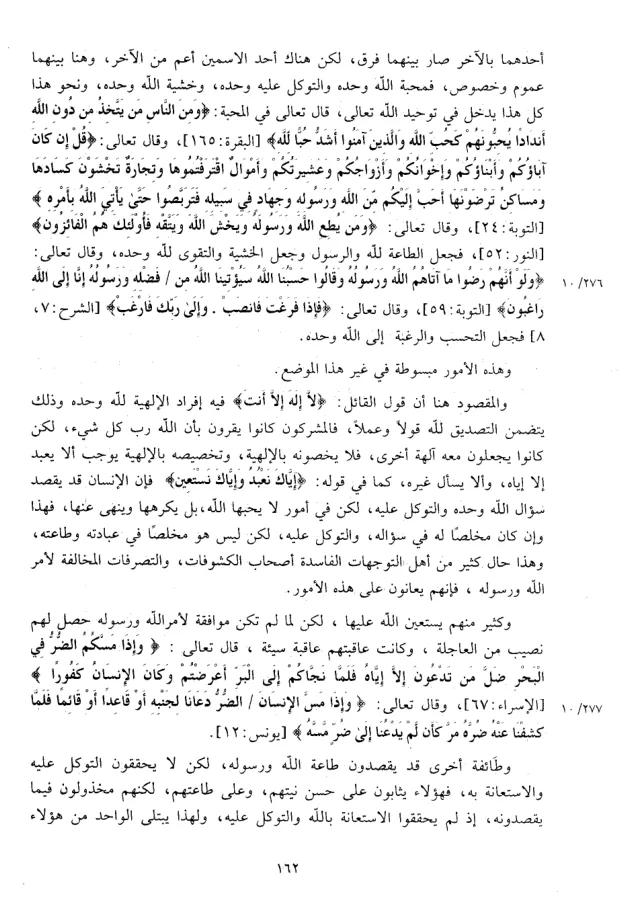 أحدهما بالآخر صار بينهما فرق، لكن هناك أحد الاسمين أعم من الآخر، وهنا بينهما
عموم وخصوص، فمحبة الله وحده والتوكل عليه وحده، وخشية الله وحده، ونحو هذا
كل هذا يدخل في توحيد الله تعالى، قال تعالى في المحبة: ﴿وَمِنَ النَّاسِ مَن يَتَّخِذُ مِن دُونِ اللَّهِ
أَندَادًا يُحِبُّونَهُمْ كَحُبِّ اللَّهِ وَالَّذِينَ آمَنُوا أَشَدُّ حُبًّا لِّلَّهِ﴾ [البقرة:١٦٥]، وقال تعالى: ﴿قُلْ إِن كَانَ
آبَاؤُكُمْ وَأَبْنَاؤُكُمْ وَإِخْوَانُكُمْ وَأَزْوَاجُكُمْ وَعَشِيرَتُكُمْ وَأَمْوَالٌ اقْتَرَفْتُمُوهَا وَتِجَارَةٌ تَخْشَوْنَ كَسَادَهَا
وَمَسَاكِنُ تَرْضَوْنَهَا أَحَبَّ إِلَيْكُم مِّنَ اللَّهِ وَرَسُولِهِ وَجِهَادٍ فِي سَبِيلِهِ فَتَرَبَّصُوا حَتَّىٰ يَأْتِيَ اللَّهُ بِأَمْرِهِ ﴾
[التوبة:٢٤]، وقال تعالى: ﴿وَمَن يُطِعِ اللَّهَ وَرَسُولَهُ وَيَخْشَ اللَّهَ وَيَتَّقْهِ فَأُولَٰئِكَ هُمُ الْفَائِزُونَ﴾
[النور:٥٢]، فجعل الطاعة لله والرسول وجعل الخشية والتقوى لله وحده، وقال تعالى:
١٠/٢٧٦ ﴿وَلَوْ أَنَّهُمْ رَضُوا مَا آتَاهُمُ اللَّهُ وَرَسُولُهُ وَقَالُوا حَسْبُنَا اللَّهُ سَيُؤْتِينَا اللَّهُ مِن / فَضْلِهِ وَرَسُولُهُ إِنَّا إِلَى اللَّهِ
رَاغِبُونَ﴾ [التوبة:٥٩]، وقال تعالى: ﴿فَإِذَا فَرَغْتَ فَانصَبْ . وَإِلَىٰ رَبِّكَ فَارْغَبْ﴾ [الشرح:٧،
٨] فجعل التحسب والرغبة إلى الله وحده.
وهذه الأمور مبسوطة في غير هذا الموضع.
والمقصود هنا أن قول القائل: ﴿لَا إِلَهَ إِلَّا أَنتَ﴾ فيه إفراد الإلهية لله وحده وذلك
يتضمن التصديق لله قولاً وعملاً، فالمشركون كانوا يقرون بأن الله رب كل شيء، لكن
كانوا يجعلون معه آلهة أخرى، فلا يخصونه بالإلهية، وتخصيصه بالإلهية يوجب ألا يعبد
إلا إياه، وألا يسأل غيره، كما في قوله: ﴿إِيَّاكَ نَعْبُدُ وَإِيَّاكَ نَسْتَعِينُ﴾ فإن الإنسان قد يقصد
سؤال الله وحده والتوكل عليه، لكن في أمور لا يحبها الله،بل يكرهها وينهى عنها، فهذا
وإن كان مخلصًا له في سؤاله، والتوكل عليه، لكن ليس هو مخلصًا في عبادته وطاعته،
وهذا حال كثير من أهل التوجهات الفاسدة أصحاب الكشوفات، والتصرفات المخالفة لأمر
الله ورسوله ، فإنهم يعانون على هذه الأمور.
وكثير منهم يستعين الله عليها ، لكن لما لم تكن موافقة لأمرالله ورسوله حصل لهم
نصيب من العاجلة ، وكانت عاقبتهم عاقبة سيئة ، قال تعالى : ﴿ وَإِذَا مَسَّكُمُ الضُّرُّ فِي
الْبَحْرِ ضَلَّ مَن تَدْعُونَ إِلاَّ إِيَّاهُ فَلَمَّا نَجَّاكُمْ إِلَى الْبَرِّ أَعْرَضْتُمْ وَكَانَ الإِنسَانُ كَفُورًا ﴾
١٠/٢٧٧ [الإسراء:٦٧]، وقال تعالى: ﴿ وَإِذَا مَسَّ الإِنسَانَ / الضُّرُّ دَعَانَا لِجَنبِهِ أَوْ قَاعِدًا أَوْ قَائِمًا فَلَمَّا
كَشَفْنَا عَنْهُ ضُرَّهُ مَرَّ كَأَن لَّمْ يَدْعُنَا إِلَىٰ ضُرٍّ مَّسَّهُ ﴾ [يونس:١٢].
وطائفة أخرى قد يقصدون طاعة الله ورسوله، لكن لا يحققون التوكل عليه
والاستعانة به، فهؤلاء يثابون على حسن نيتهم، وعلى طاعتهم، لكنهم مخذولون فيما
يقصدونه، إذ لم يحققوا الاستعانة بالله والتوكل عليه، ولهذا يبتلى الواحد من هؤلاء
١٦٢